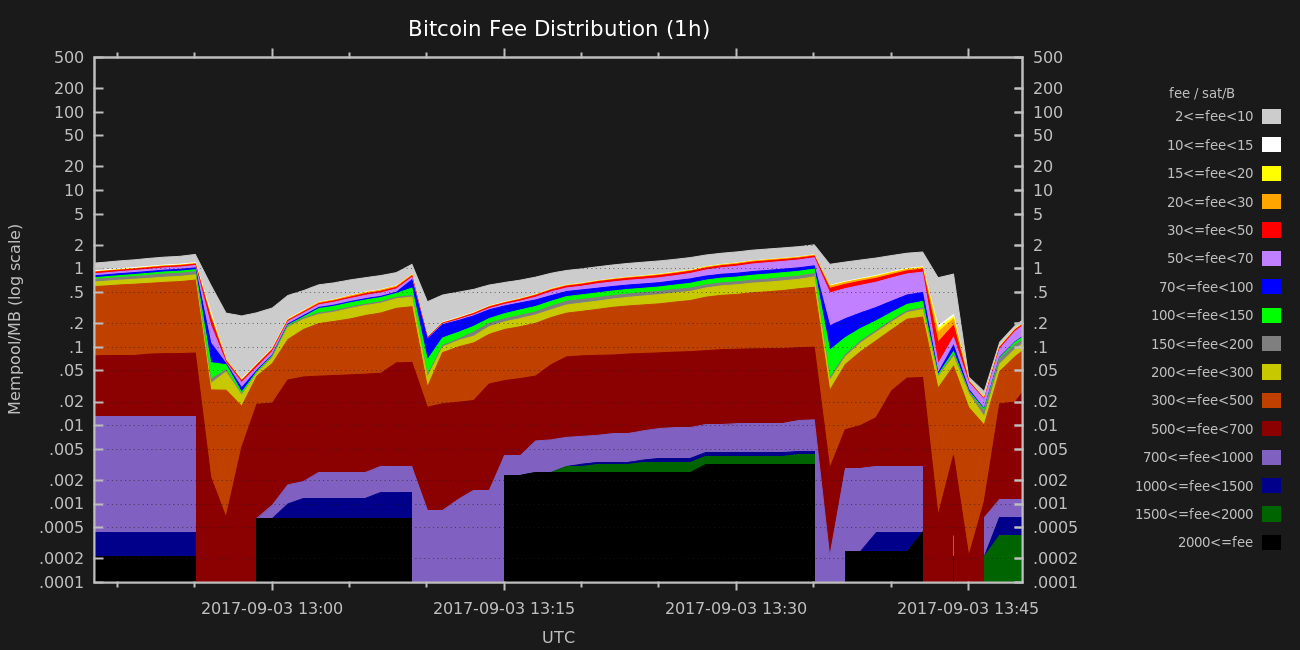 Bitcoin Fee Distribution (1h)
500
200
100
50
20
10
5
2
1
.5
.2
.1
.05
.02
.01
.005
.002
.001
.0005
.0002
.0001
Mempool/MB (log scale)
500
200
100
50
20
10
5
2
1
.5
.2
.1
.05
.02
.01
.005
.002
.001
.0005
.0002
.0001
2017-09-03 13:00
2017-09-03 13:15
2017-09-03 13:30
2017-09-03 13:45
UTC
fee / sat/B
2<=fee<10
10<=fee<15
15<=fee<20
20<=fee<30
30<=fee<50
50<=fee<70
70<=fee<100
100<=fee<150
150<=fee<200
200<=fee<300
300<=fee<500
500<=fee<700
700<=fee<1000
1000<=fee<1500
1500<=fee<2000
2000<=fee